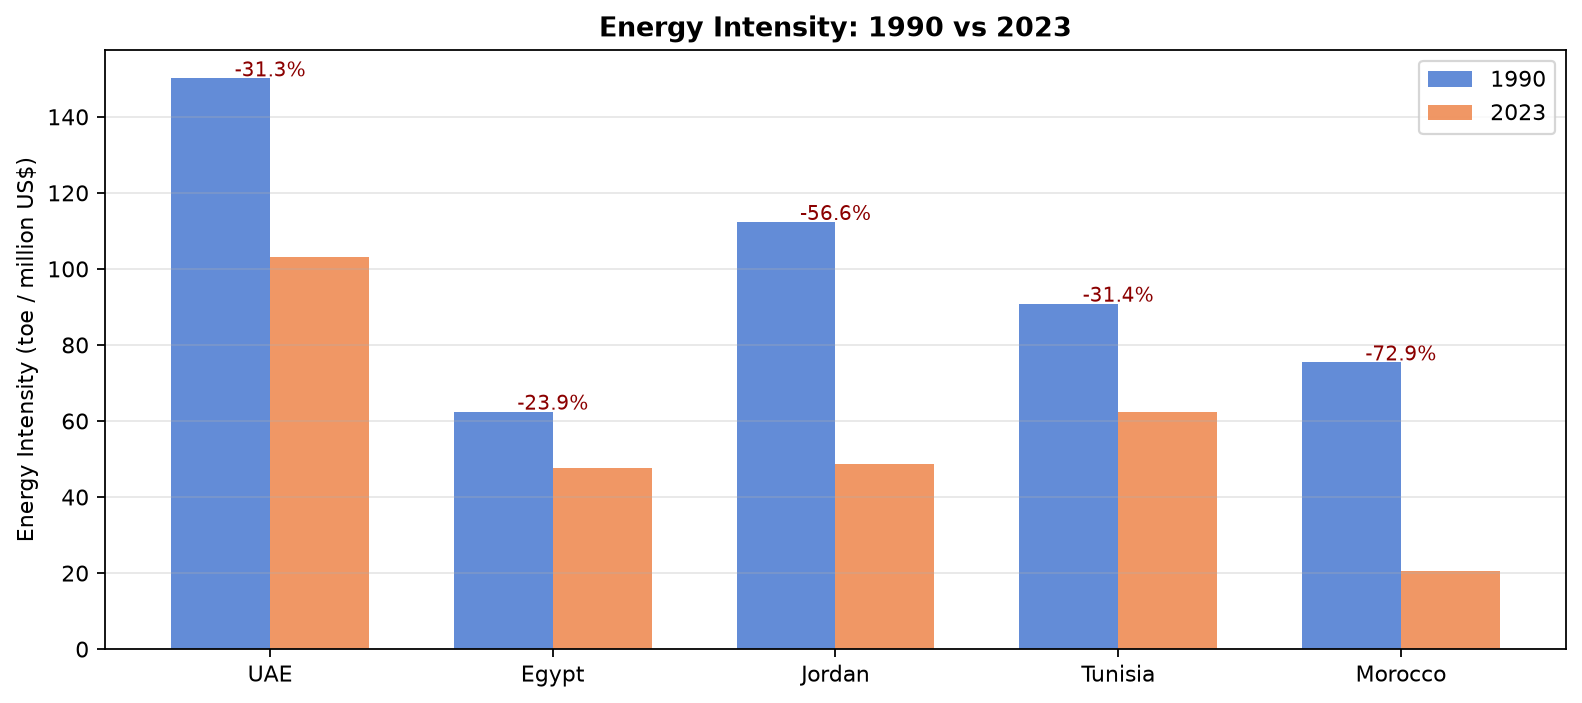 Energy Intensity: 1990 vs 2023
Energy Intensity (toe / million US$)
140
120
100
80
60
40
20
0
-31.3%
-23.9%
-56.6%
-31.4%
-72.9%
1990
2023
UAE
Egypt
Jordan
Tunisia
Morocco